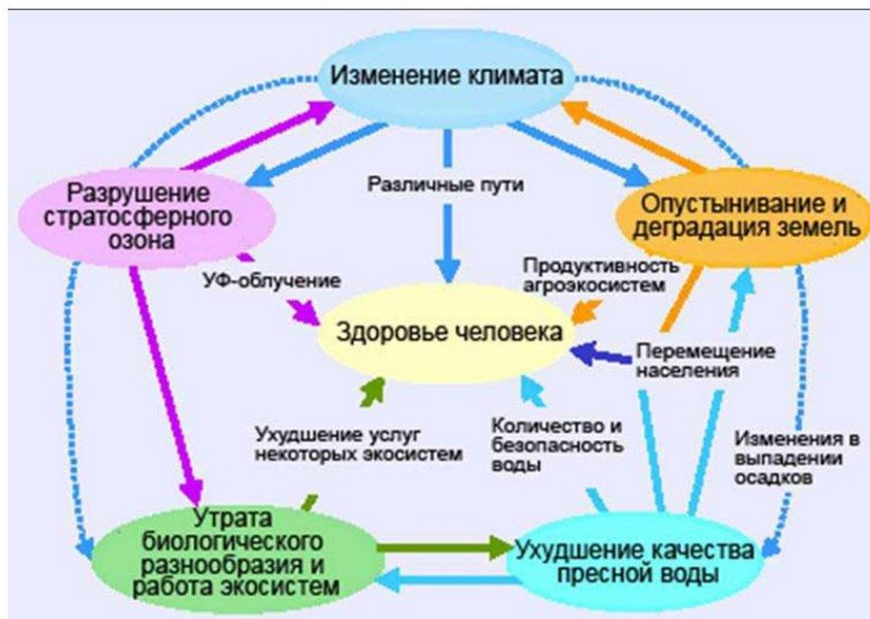 Изменение климата
Разрушение
стратосферного
озона
Различные пути
Опустынивание и
деградация земель
УФ-облучение
Продуктивность
агроэкосистем
Здоровье человека
Перемещение
населения
Ухудшение услуг
некоторых экосистем
Количество и
безопасность
воды
Изменения в
выпадении
осадков
Утрата
биологического
разнообразия и
работа экосистем
Ухудшение качества
пресной воды